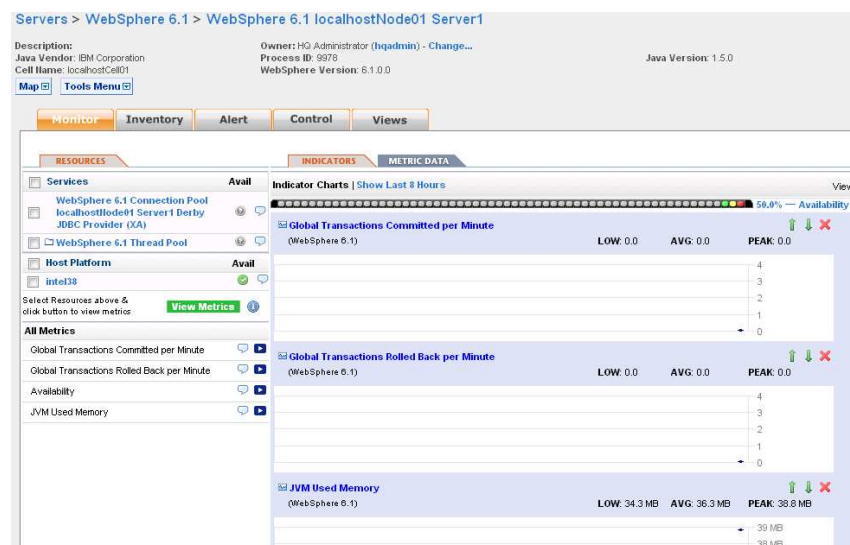 Servers > WebSphere 6.1 > WebSphere 6.1 localhostNode01 Server1
Description:
Owner: HQ Administrator (hqadmin) - Change...
Java Vendor: IBM Corporation
Process ID: 9978
Java Version: 1.5.0
Cell Name: localhostCell01
WebSphere Version: 6.1.0.0
Map
Tools Menu
Monitor
Inventory
Alert
Control
Views
RESOURCES
INDICATORS
METRIC DATA
Services
Avail
WebSphere 6.1 Connection Pool
localhostNode01 Server1 Derby
JDBC Provider (XA)
WebSphere 6.1 Thread Pool
Host Platform
Avail
intel38
Select Resources above &
click button to view metrics
View Metrics
All Metrics
Global Transactions Committed per Minute
Global Transactions Rolled Back per Minute
Availability
JVM Used Memory
Indicator Charts | Show Last 8 Hours
View
50.0% — Availability
Global Transactions Committed per Minute
(WebSphere 6.1)
LOW: 0.0
AVG: 0.0
PEAK: 0.0
4
3
2
1
0
Global Transactions Rolled Back per Minute
(WebSphere 6.1)
LOW: 0.0
AVG: 0.0
PEAK: 0.0
4
3
2
1
0
JVM Used Memory
(WebSphere 6.1)
LOW: 34.3 MB
AVG: 36.3 MB
PEAK: 38.8 MB
39 MB
38 MB